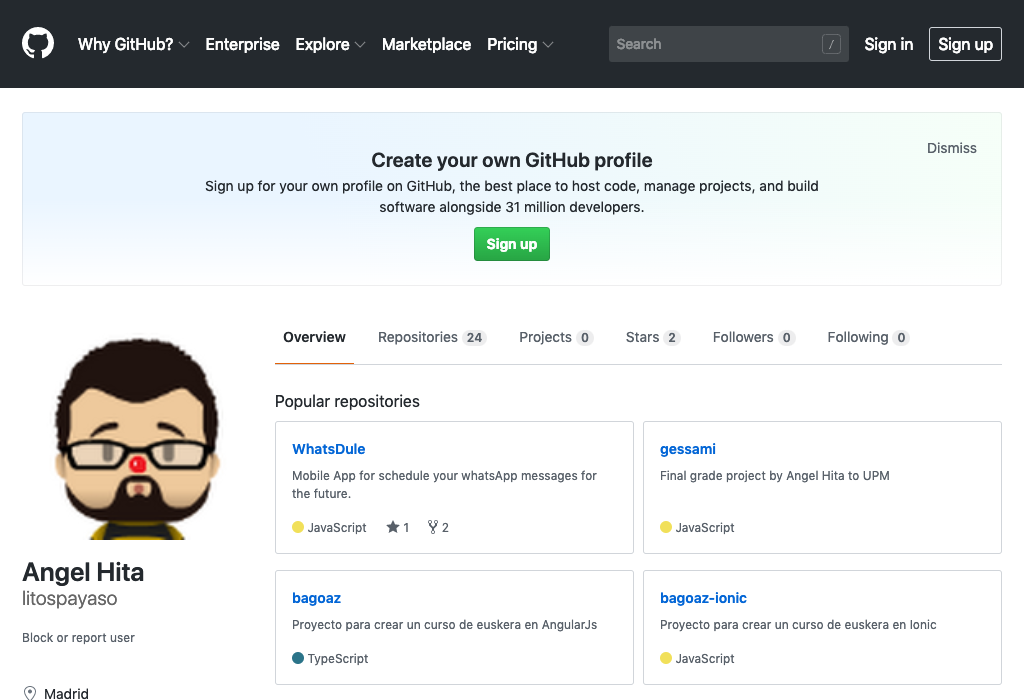 Why GitHub? Enterprise Explore Marketplace Pricing Search / Sign in Sign up
Dismiss
Create your own GitHub profile
Sign up for your own profile on GitHub, the best place to host code, manage projects, and build
software alongside 31 million developers.
Sign up
Overview Repositories 24 Projects 0 Stars 2 Followers 0 Following 0
Popular repositories
WhatsDule
Mobile App for schedule your whatsApp messages for
the future.
JavaScript 1 2
gessami
Final grade project by Angel Hita to UPM
JavaScript
bagoaz
Proyecto para crear un curso de euskera en AngularJs
TypeScript
bagoaz-ionic
Proyecto para crear un curso de euskera en Ionic
JavaScript
Angel Hita
litospayaso
Block or report user
Madrid